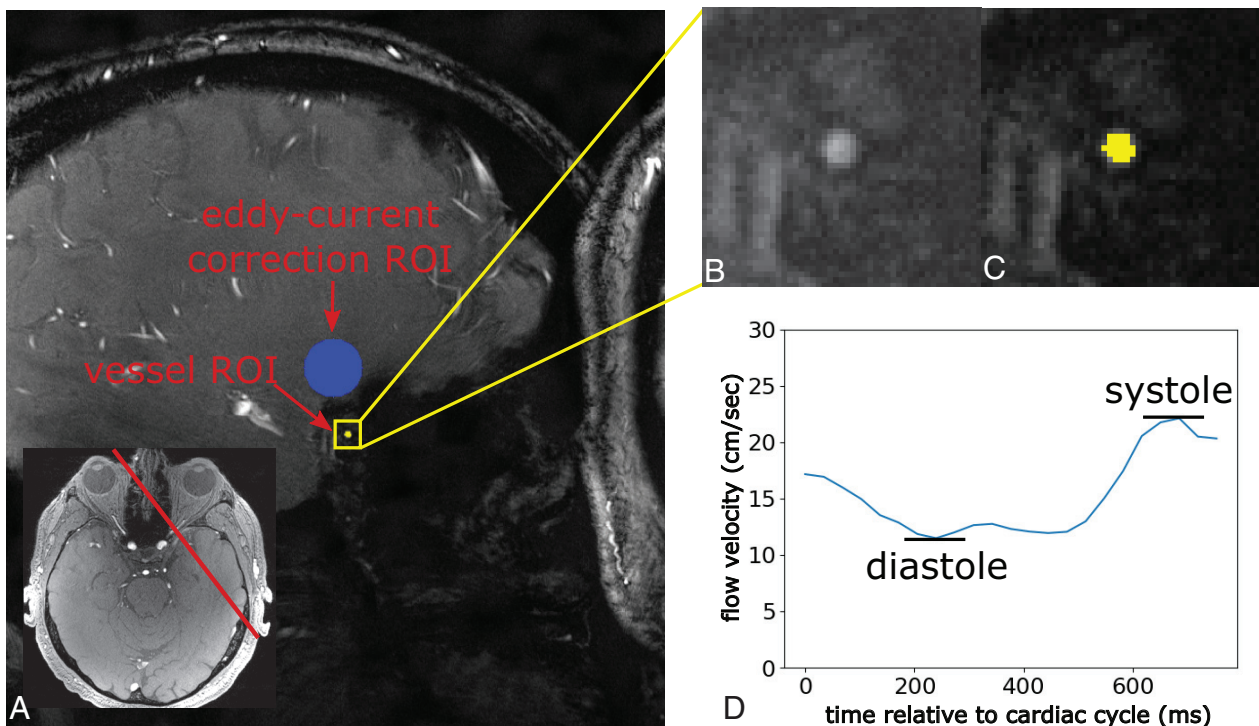 eddy-current
correction ROI
vessel ROI
A
B
C
30
25
20
15
10
5
0
flow velocity (cm/sec)
systole
diastole
0
200
400
600
time relative to cardiac cycle (ms)
D